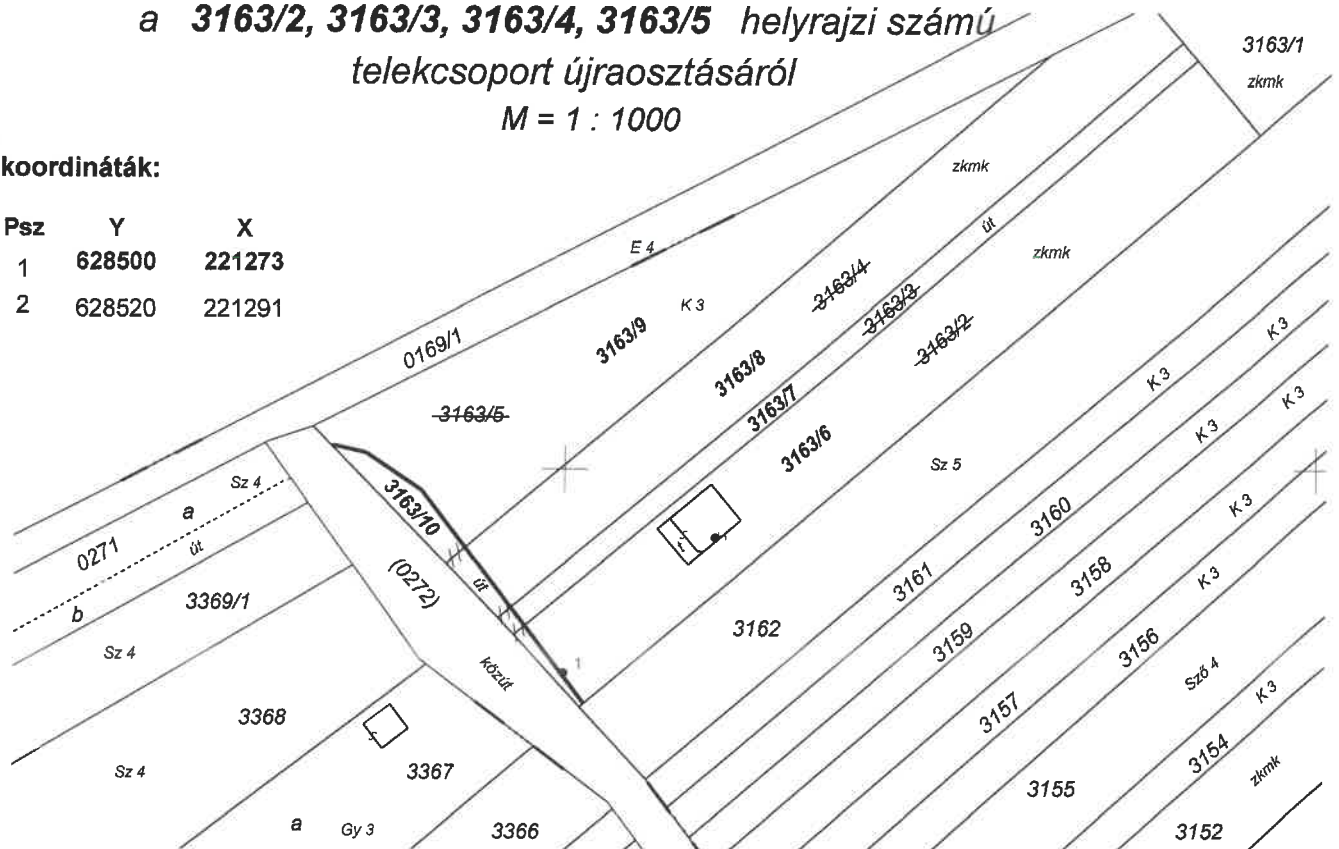 a 3163/2, 3163/3, 3163/4, 3163/5 helyrajzi számú
telekcsoport újraosztásáról
M = 1 : 1000
koordináták:
Psz Y X
1 628500 221273
2 628520 221291
3163/1
zkmk
zkmk
út
zkmk
E 4
K 3
3163/4
3163/3
3163/2
0169/1
3163/9
3163/8
3163/7
3163/6
3163/5
3163/10
út
Sz 4
a
0271
út
b
3369/1
Sz 4
(0272)
közút
1
Sz 5
K 3
K 3
K 3
K 3
K 3
K 3
3162
3161
3160
3159
3158
3157
3156
Sző 4
K 3
3155
3154
zkmk
3152
3368
Sz 4
3367
a
Gy 3
3366